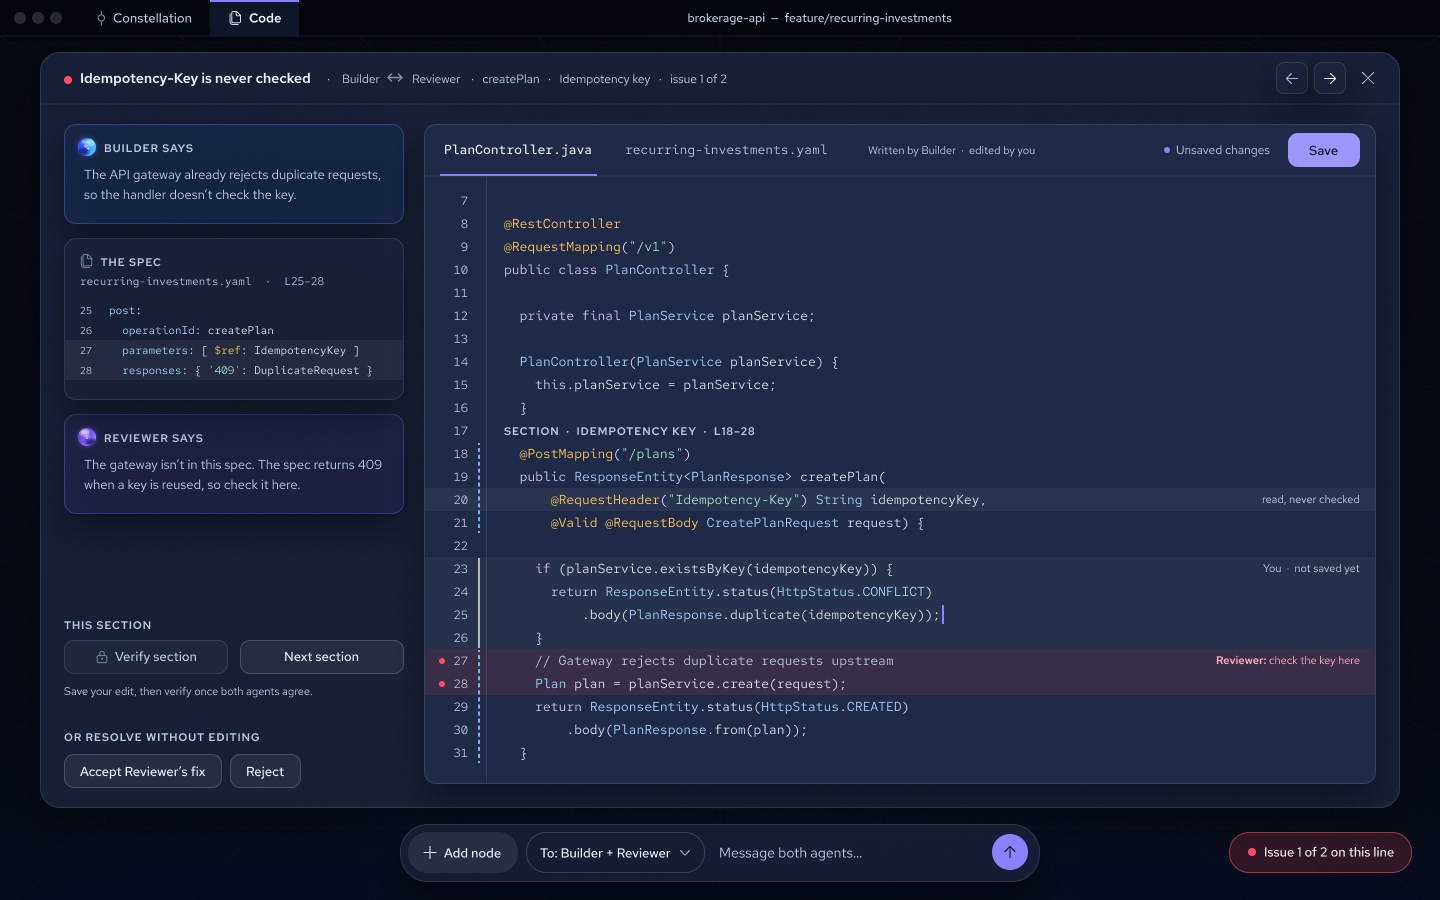 Constellation
Code
brokerage-api — feature/recurring-investments
Idempotency-Key is never checked · Builder ↔ Reviewer · createPlan · Idempotency key · issue 1 of 2
BUILDER SAYS
The API gateway already rejects duplicate requests,
so the handler doesn’t check the key.
THE SPEC
recurring-investments.yaml · L25–28
25 post:
26 operationId: createPlan
27 parameters: [ $ref: IdempotencyKey ]
28 responses: { '409': DuplicateRequest }
REVIEWER SAYS
The gateway isn’t in this spec. The spec returns 409
when a key is reused, so check it here.
THIS SECTION
Verify section
Next section
Save your edit, then verify once both agents agree.
OR RESOLVE WITHOUT EDITING
Accept Reviewer’s fix
Reject
PlanController.java
recurring-investments.yaml
Written by Builder · edited by you
Unsaved changes
Save
7
8 @RestController
9 @RequestMapping("/v1")
10 public class PlanController {
11
12 private final PlanService planService;
13
14 PlanController(PlanService planService) {
15 this.planService = planService;
16 }
17 SECTION · IDEMPOTENCY KEY · L18–28
18 @PostMapping("/plans")
19 public ResponseEntity<PlanResponse> createPlan(
20 @RequestHeader("Idempotency-Key") String idempotencyKey, read, never checked
21 @Valid @RequestBody CreatePlanRequest request) {
22
23 if (planService.existsByKey(idempotencyKey)) { You · not saved yet
24 return ResponseEntity.status(HttpStatus.CONFLICT)
25 .body(PlanResponse.duplicate(idempotencyKey));
26 }
27 // Gateway rejects duplicate requests upstream Reviewer: check the key here
28 Plan plan = planService.create(request);
29 return ResponseEntity.status(HttpStatus.CREATED)
30 .body(PlanResponse.from(plan));
31 }
Add node
To: Builder + Reviewer
Message both agents…
Issue 1 of 2 on this line